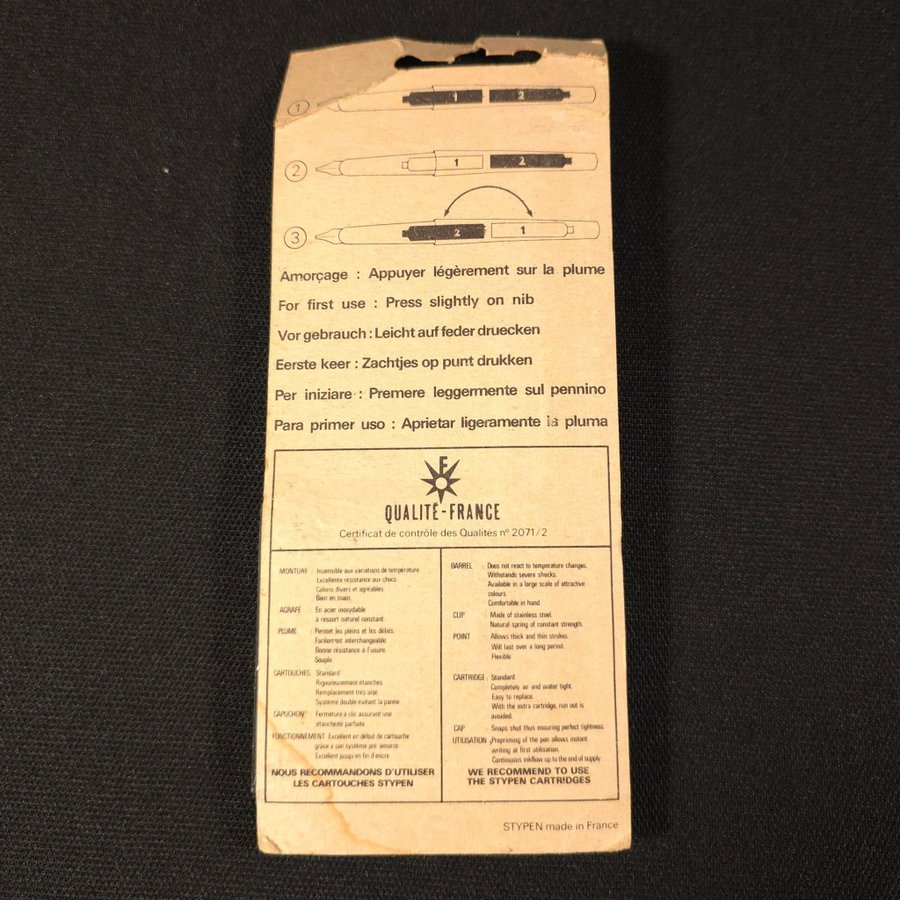 1 1 2
2 1 2
3 2 1
Amorçage : Appuyer légèrement sur la plume
For first use : Press slightly on nib
Vor gebrauch : Leicht auf feder druecken
Eerste keer : Zachtjes op punt drukken
Per iniziare : Premere leggermente sul pennino
Para primer uso : Aprietar ligeramente la pluma
F
QUALITÉ-FRANCE
Certificat de contrôle des Qualités nº 2071/2
MONTURE : Insensible aux variations de température.
Excellente résistance aux chocs.
Coloris divers et agréables.
Bien en main.
AGRAFE : En acier inoxydable
à ressort naturel constant.
PLUME : Permet les pleins et les déliés.
Facilement interchangeable.
Bonne résistance à l'usure.
Souple.
CARTOUCHES : Standard.
Rigoureusement étanches.
Remplacement très aisé.
Système double évitant la panne.
CAPUCHON : Fermeture à clic assurant une
étanchéité parfaite.
FONCTIONNEMENT : Excellent en début de cartouche
grâce à son système pré-amorcé.
Excellent jusqu'en fin d'encre.
NOUS RECOMMANDONS D'UTILISER
LES CARTOUCHES STYPEN
BARREL : Does not react to temperature changes.
Withstands severe shocks.
Available in a large scale of attractive
colours.
Comfortable in hand.
CLIP : Made of stainless steel.
Natural spring of constant strength.
POINT : Allows thick and thin strokes.
Will last over a long period.
Flexible.
CARTRIDGE : Standard.
Completely air and water tight.
Easy to replace.
With the extra cartridge, run out is
avoided.
CAP : Snaps shut thus ensuring perfect tightness.
UTILISATION : Prepriming of the pen allows instant
writing at first utilisation.
Continuous inkflow up to the end of supply.
WE RECOMMEND TO USE
THE STYPEN CARTRIDGES
STYPEN made in France